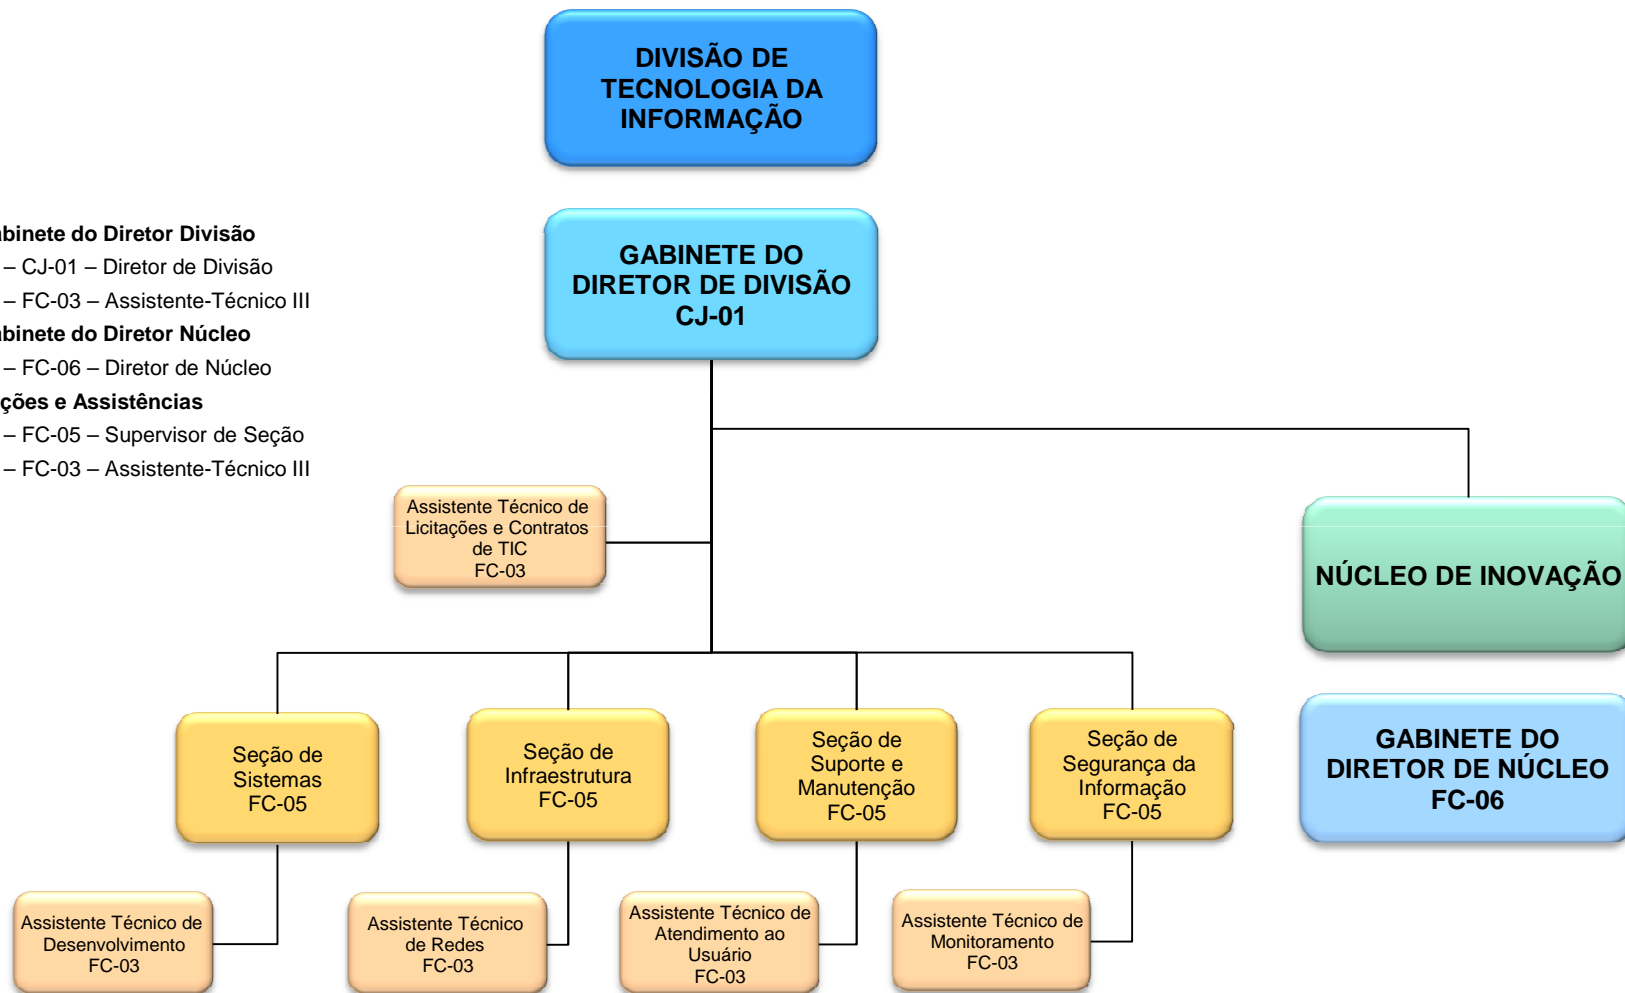 DIVISÃO DE
TECNOLOGIA DA
INFORMAÇÃO
abinete do Diretor Divisão
– CJ-01 – Diretor de Divisão
– FC-03 – Assistente-Técnico III
abinete do Diretor Núcleo
– FC-06 – Diretor de Núcleo
ções e Assistências
– FC-05 – Supervisor de Seção
– FC-03 – Assistente-Técnico III
GABINETE DO
DIRETOR DE DIVISÃO
CJ-01
Assistente Técnico de
Licitações e Contratos
de TIC
FC-03
NÚCLEO DE INOVAÇÃO
GABINETE DO
DIRETOR DE NÚCLEO
FC-06
Seção de
Sistemas
FC-05
Seção de
Infraestrutura
FC-05
Seção de
Suporte e
Manutenção
FC-05
Seção de
Segurança da
Informação
FC-05
Assistente Técnico de
Desenvolvimento
FC-03
Assistente Técnico
de Redes
FC-03
Assistente Técnico de
Atendimento ao
Usuário
FC-03
Assistente Técnico de
Monitoramento
FC-03